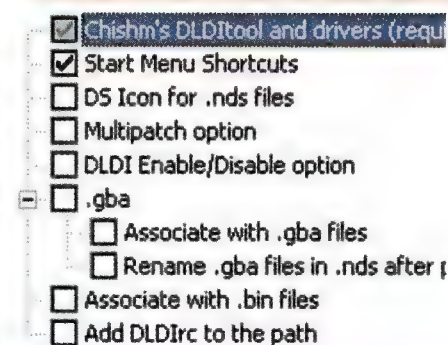 Chishm's DLDItool and drivers (requi
Start Menu Shortcuts
DS Icon for .nds files
Multipatch option
DLDI Enable/Disable option
.gba
Associate with .gba files
Rename .gba files in .nds after p
Associate with .bin files
Add DLDIrc to the path